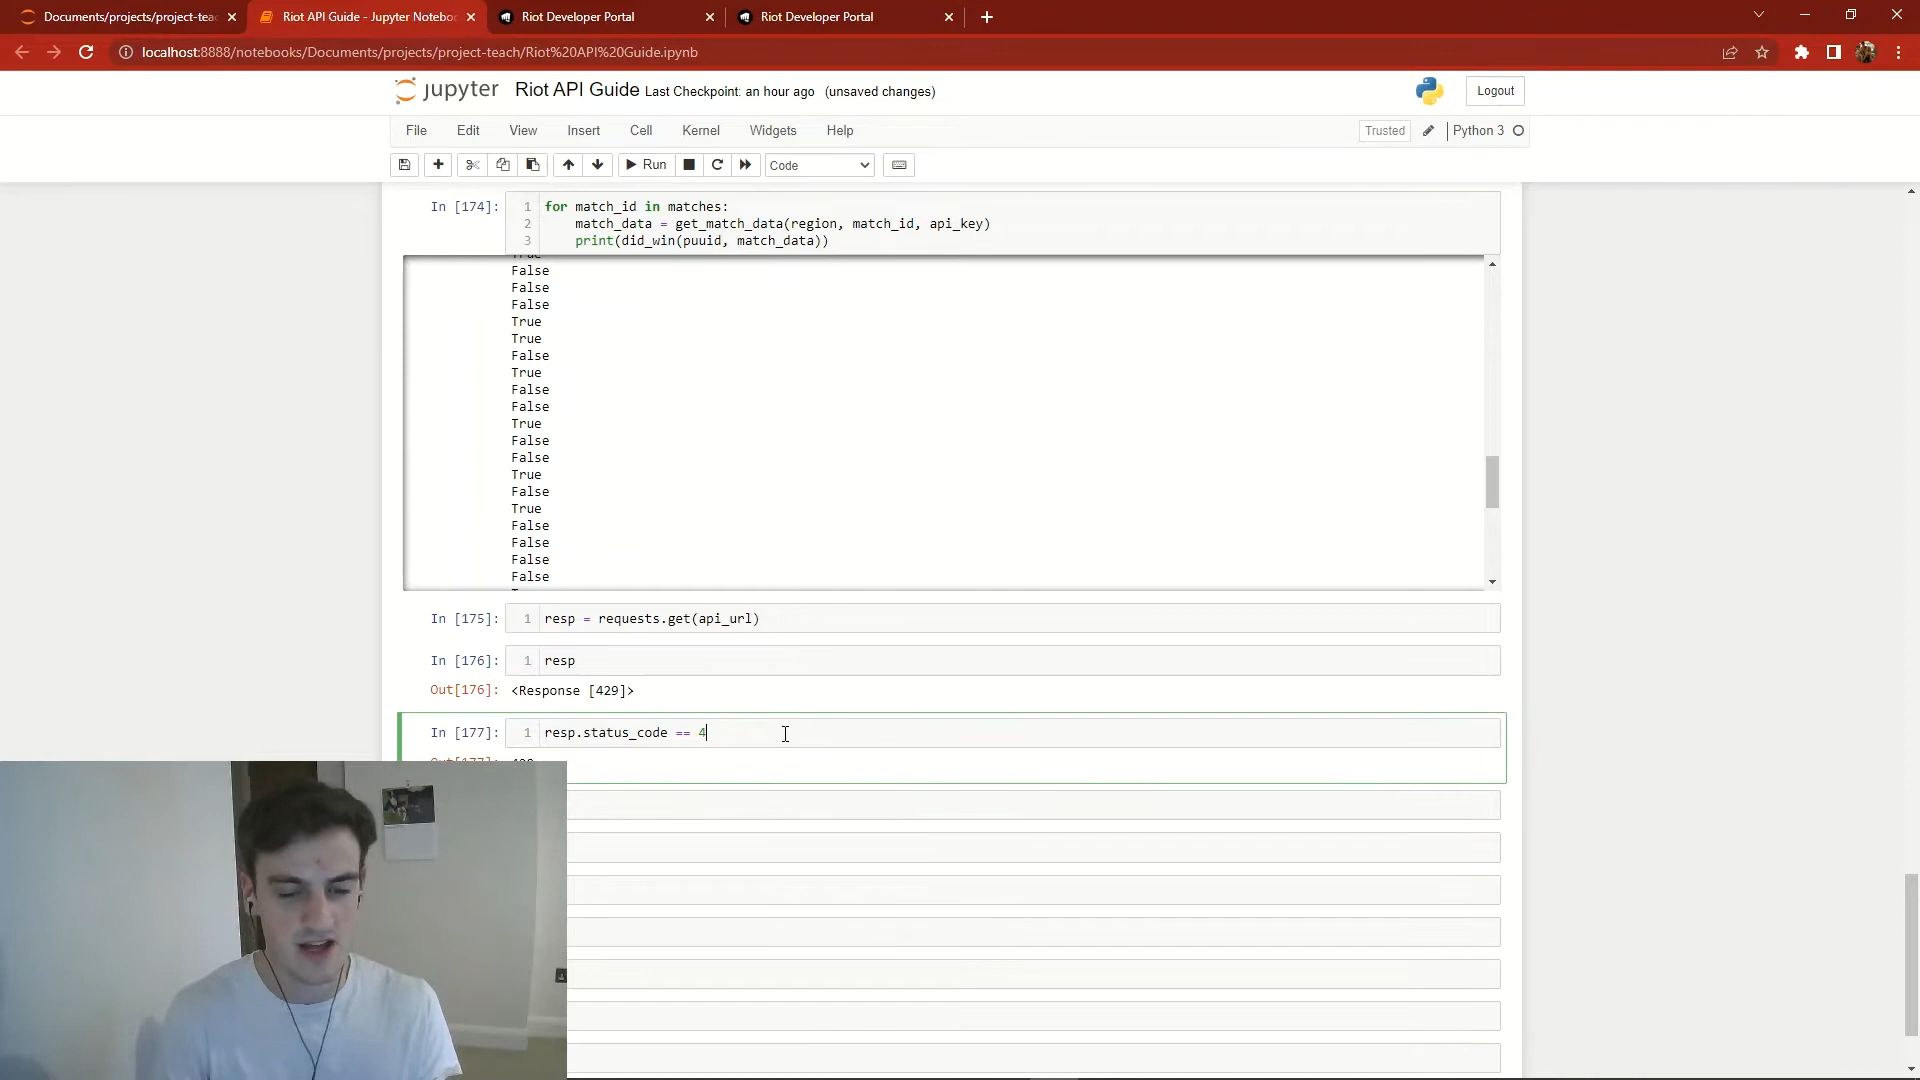 Documents/projects/project-tea
Riot API Guide - Jupyter Notebo
Riot Developer Portal
Riot Developer Portal
localhost:8888/notebooks/Documents/projects/project-teach/Riot%20API%20Guide.ipynb
jupyter Riot API Guide Last Checkpoint: an hour ago (unsaved changes)
Logout
File Edit View Insert Cell Kernel Widgets Help
Trusted Python 3
Run Code
In [174]:
1 for match_id in matches:
2 match_data = get_match_data(region, match_id, api_key)
3 print(did_win(puuid, match_data))
True
False
False
False
True
True
False
True
False
False
True
False
False
True
False
True
False
False
False
False
In [175]: 1 resp = requests.get(api_url)
In [176]: 1 resp
Out[176]: <Response [429]>
In [177]: 1 resp.status_code == 4